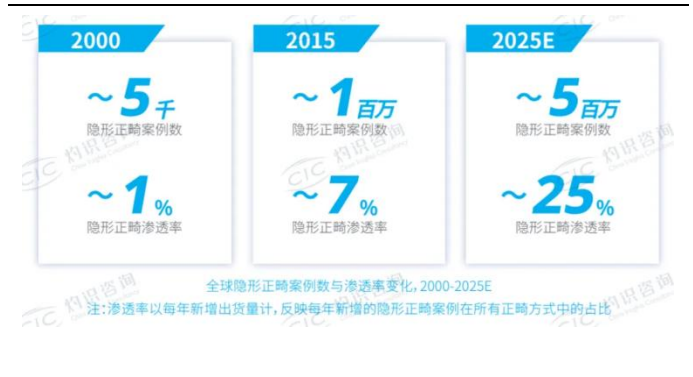 2000
2015
2025E
~5千
~1百万
~5百万
隐形正畸案例数
隐形正畸案例数
隐形正畸案例数
~1%
~7%
~25%
隐形正畸渗透率
隐形正畸渗透率
隐形正畸渗透率
全球隐形正畸案例数与渗透率变化,2000-2025E
注:渗透率以每年新增出货量计,反映每年新增的隐形正畸案例在所有正畸方式中的占比
CIC 灼识咨询